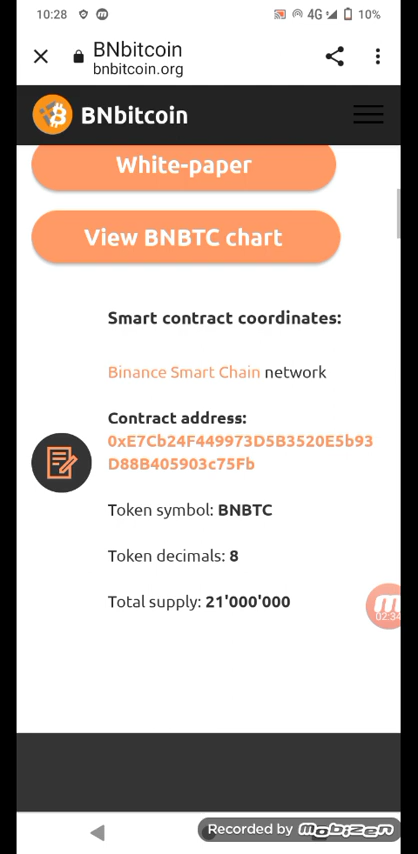 10:28
4G
10%
BNbitcoin
bnbitcoin.org
BNbitcoin
White-paper
View BNBTC chart
Smart contract coordinates:
Binance Smart Chain network
Contract address:
0xE7Cb24F449973D5B3520E5b93
D88B405903c75Fb
Token symbol: BNBTC
Token decimals: 8
Total supply: 21'000'000
02:34
Recorded by mobizen